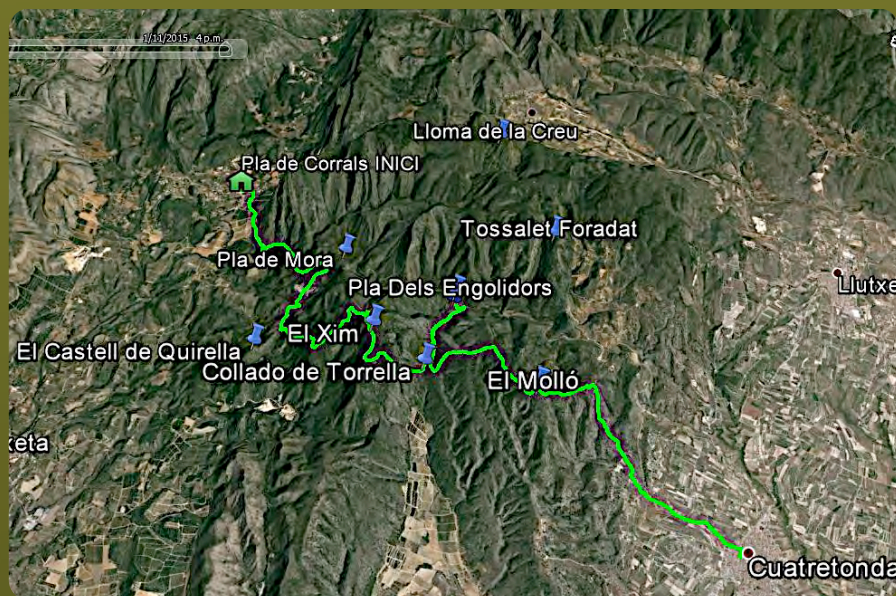 1/11/2015 4 p.m.
Lloma de la Creu
Pla de Corrals INICI
Tossalet Foradat
Pla de Mora
Llutxe
Pla Dels Engolidors
El Xim
El Castell de Quirella
Collado de Torrella
El Molló
xeta
Cuatretonda